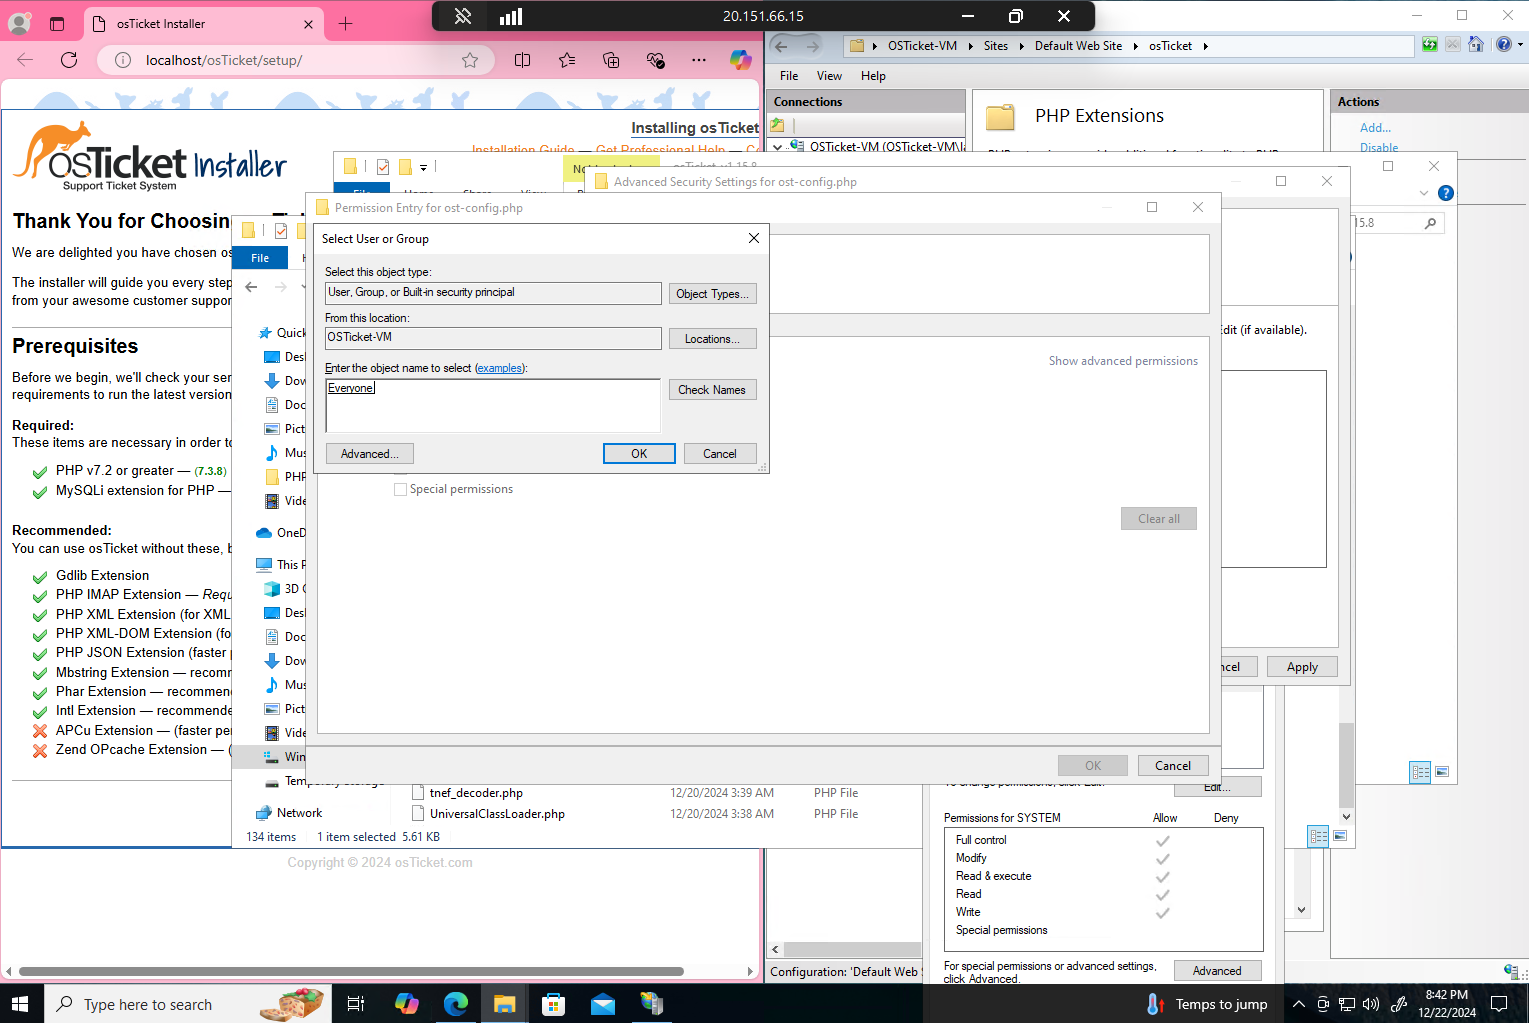 osTicket Installer
20.151.66.15
localhost/osTicket/setup/
OSTicket-VM
Sites
Default Web Site
osTicket
File
View
Help
Connections
OSTicket-VM (OSTicket-VM\la
PHP Extensions
Actions
Add...
Disable
Installing osTicket
Installation Guide — Get Professional Help — Co
osTicket Installer
Support Ticket System
Thank You for Choosing
We are delighted you have chosen os
The installer will guide you every step
from your awesome customer suppor
Prerequisites
Before we begin, we'll check your ser
requirements to run the latest version
Required:
These items are necessary in order to
PHP v7.2 or greater — (7.3.8)
MySQLi extension for PHP —
Recommended:
You can use osTicket without these, b
Gdlib Extension
PHP IMAP Extension — Requ
PHP XML Extension (for XML
PHP XML-DOM Extension (fo
PHP JSON Extension (faster p
Mbstring Extension — recomm
Phar Extension — recommend
Intl Extension — recommende
APCu Extension — (faster per
Zend OPcache Extension — (
Copyright © 2024 osTicket.com
File
Quick
Desk
Dow
Doc
Pict
Mus
PHP
Vide
OneD
This P
3D O
Desk
Doc
Dow
Mus
Pict
Vide
Win
Temporary Storage
Network
134 items
1 item selected 5.61 KB
tnef_decoder.php
12/20/2024 3:39 AM
PHP File
UniversalClassLoader.php
12/20/2024 3:38 AM
PHP File
Advanced Security Settings for ost-config.php
15.8
Edit (if available).
ncel
Apply
Permission Entry for ost-config.php
Show advanced permissions
Special permissions
Clear all
OK
Cancel
Select User or Group
Select this object type:
User, Group, or Built-in security principal
Object Types...
From this location:
OSTicket-VM
Locations...
Enter the object name to select (examples):
Everyone
Check Names
Advanced...
OK
Cancel
To change permissions, click Edit.
Edit...
Permissions for SYSTEM
Allow
Deny
Full control
Modify
Read & execute
Read
Write
Special permissions
For special permissions or advanced settings,
click Advanced.
Advanced
Configuration: 'Default Web S
Type here to search
Temps to jump
8:42 PM
12/22/2024